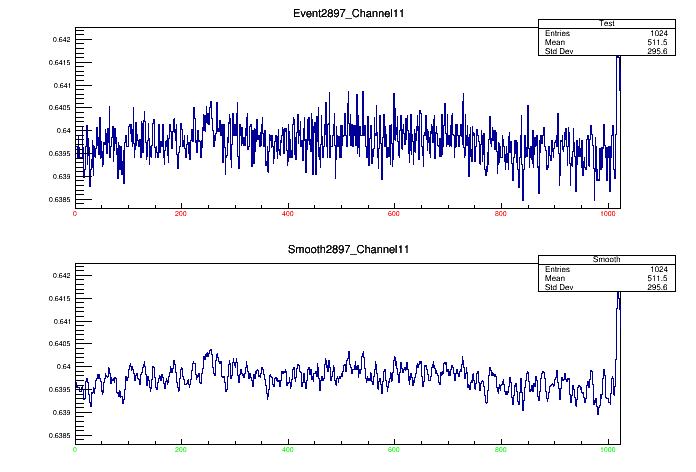 Event2897_Channel11
Test
Entries 1024
Mean 511.5
Std Dev 295.6
0.642
0.6415
0.641
0.6405
0.64
0.6395
0.639
0.6385
0 200 400 600 800 1000
Smooth2897_Channel11
Smooth
Entries 1024
Mean 511.5
Std Dev 295.6
0.642
0.6415
0.641
0.6405
0.64
0.6395
0.639
0.6385
0 200 400 600 800 1000